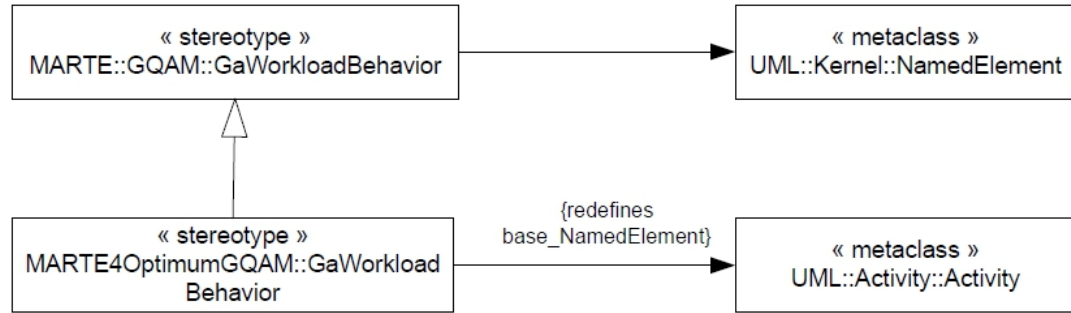 « stereotype »
MARTE::GQAM::GaWorkloadBehavior
« metaclass »
UML::Kernel::NamedElement
« stereotype »
MARTE4OptimumGQAM::GaWorkload
Behavior
{redefines
base_NamedElement}
« metaclass »
UML::Activity::Activity